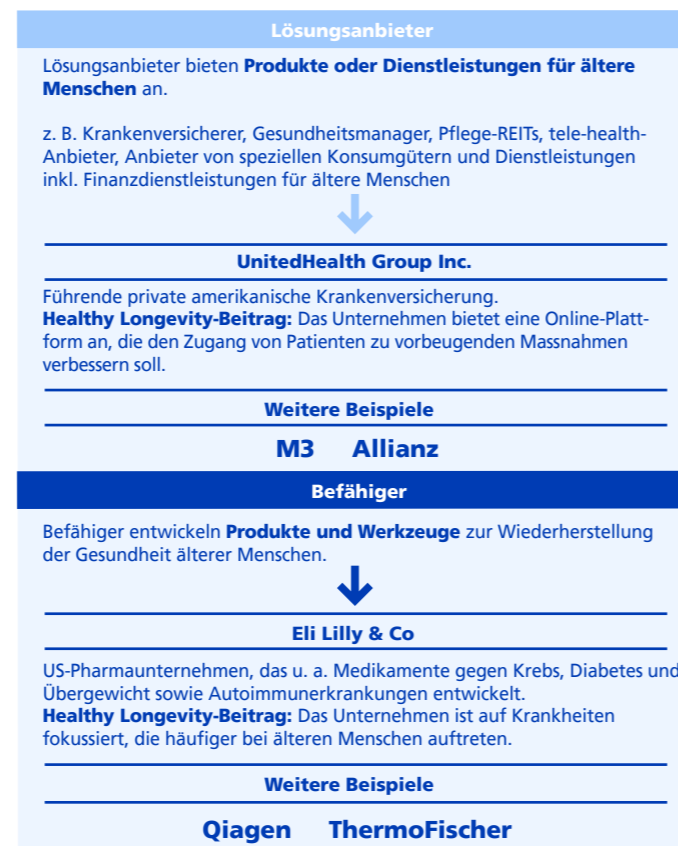 Lösungsanbieter
Lösungsanbieter bieten Produkte oder Dienstleistungen für ältere
Menschen an.
z. B. Krankenversicherer, Gesundheitsmanager, Pflege-REITs, tele-health-
Anbieter, Anbieter von speziellen Konsumgütern und Dienstleistungen
inkl. Finanzdienstleistungen für ältere Menschen
UnitedHealth Group Inc.
Führende private amerikanische Krankenversicherung.
Healthy Longevity-Beitrag: Das Unternehmen bietet eine Online-Platt-
form an, die den Zugang von Patienten zu vorbeugenden Massnahmen
verbessern soll.
Weitere Beispiele
M3 Allianz
Befähiger
Befähiger entwickeln Produkte und Werkzeuge zur Wiederherstellung
der Gesundheit älterer Menschen.
Eli Lilly & Co
US-Pharmaunternehmen, das u. a. Medikamente gegen Krebs, Diabetes und
Übergewicht sowie Autoimmunerkrankungen entwickelt.
Healthy Longevity-Beitrag: Das Unternehmen ist auf Krankheiten
fokussiert, die häufiger bei älteren Menschen auftreten.
Weitere Beispiele
Qiagen ThermoFischer